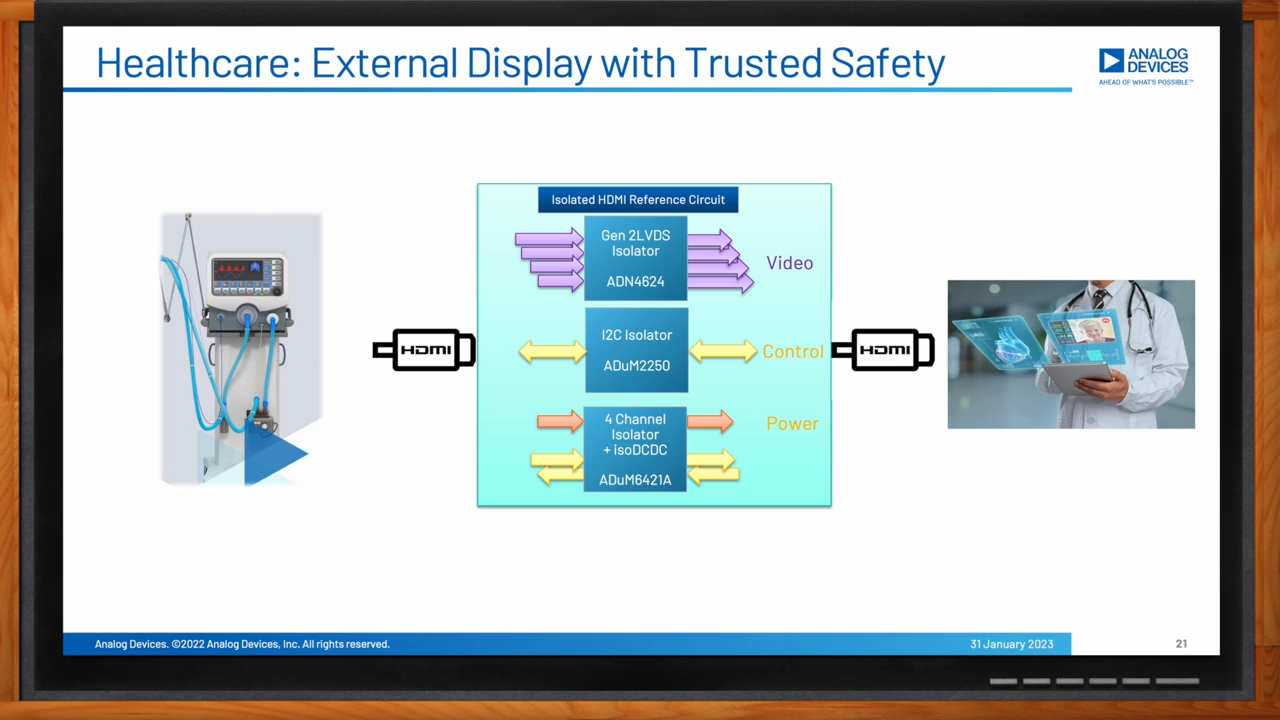 Healthcare: External Display with Trusted Safety
ANALOG
DEVICES
AHEAD OF WHAT'S POSSIBLE™
Isolated HDMI Reference Circuit
Gen 2LVDS
Isolator
ADN4624
Video
I2C Isolator
ADuM2250
Control
HDMI
HDMI
4 Channel
Isolator
+ isoDCDC
ADuM6421A
Power
Analog Devices. ©2022 Analog Devices, Inc. All rights reserved.
31 January 2023
21